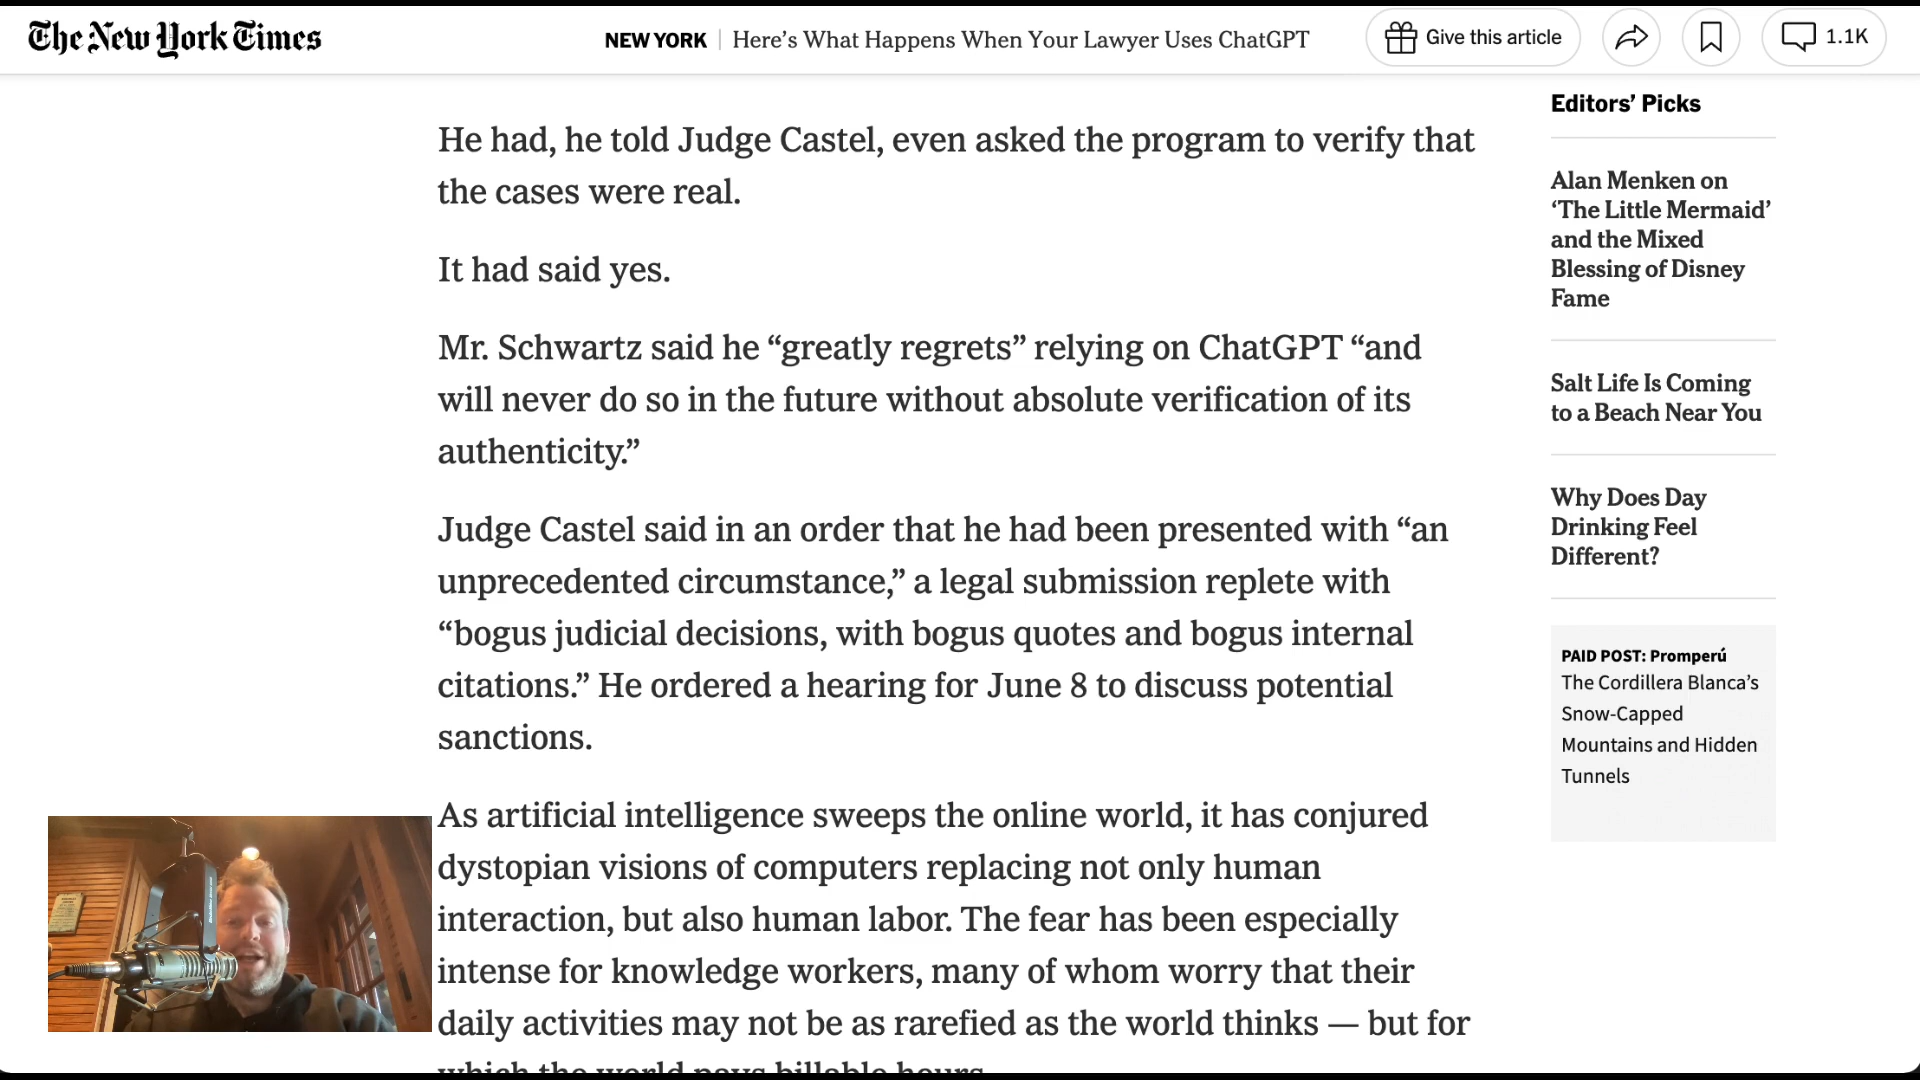 The New York Times
NEW YORK | Here’s What Happens When Your Lawyer Uses ChatGPT
Give this article
1.1K
He had, he told Judge Castel, even asked the program to verify that
the cases were real.
It had said yes.
Mr. Schwartz said he “greatly regrets” relying on ChatGPT “and
will never do so in the future without absolute verification of its
authenticity.”
Judge Castel said in an order that he had been presented with “an
unprecedented circumstance,” a legal submission replete with
“bogus judicial decisions, with bogus quotes and bogus internal
citations.” He ordered a hearing for June 8 to discuss potential
sanctions.
As artificial intelligence sweeps the online world, it has conjured
dystopian visions of computers replacing not only human
interaction, but also human labor. The fear has been especially
intense for knowledge workers, many of whom worry that their
daily activities may not be as rarefied as the world thinks — but for
which the world pays billable hours.
Editors’ Picks
Alan Menken on
‘The Little Mermaid’
and the Mixed
Blessing of Disney
Fame
Salt Life Is Coming
to a Beach Near You
Why Does Day
Drinking Feel
Different?
PAID POST: Promperú
The Cordillera Blanca’s
Snow-Capped
Mountains and Hidden
Tunnels